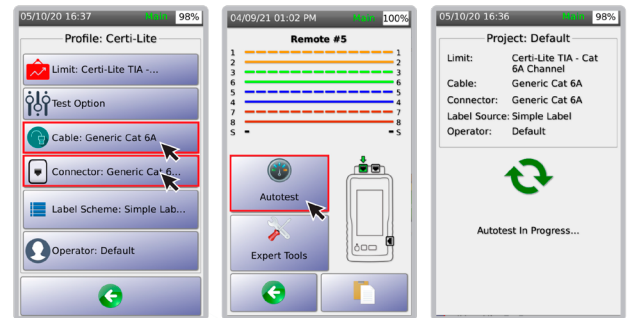 05/10/20 16:37 Main 98%
Profile: Certi-Lite
Limit: Certi-Lite TIA -...
Test Option
Cable: Generic Cat 6A
Connector: Generic Cat 6...
Label Scheme: Simple Lab...
Operator: Default
04/09/21 01:02 PM Main 100%
Remote #5
1 1
2 2
3 3
6 6
5 5
4 4
7 7
8 8
S S
Autotest
Expert Tools
05/10/20 16:36 Main 98%
Project: Default
Limit: Certi-Lite TIA - Cat
6A Channel
Cable: Generic Cat 6A
Connector: Generic Cat 6A
Label Source: Simple Label
Operator: Default
Autotest In Progress...